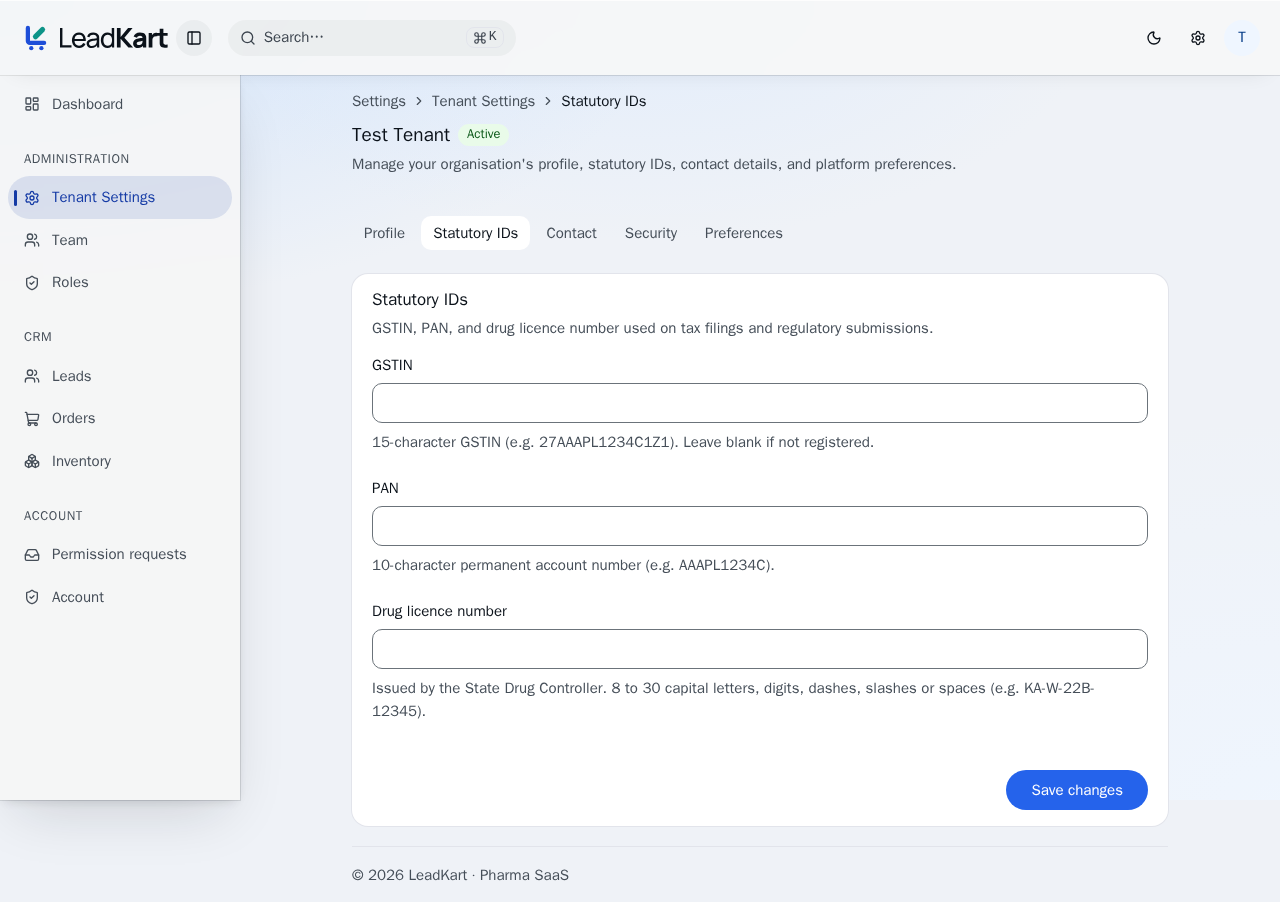 LeadKart
Search…
⌘K
T
Dashboard
ADMINISTRATION
Tenant Settings
Team
Roles
CRM
Leads
Orders
Inventory
ACCOUNT
Permission requests
Account
Settings > Tenant Settings > Statutory IDs
Test Tenant Active
Manage your organisation's profile, statutory IDs, contact details, and platform preferences.
Profile Statutory IDs Contact Security Preferences
Statutory IDs
GSTIN, PAN, and drug licence number used on tax filings and regulatory submissions.
GSTIN
15-character GSTIN (e.g. 27AAAPL1234C1Z1). Leave blank if not registered.
PAN
10-character permanent account number (e.g. AAAPL1234C).
Drug licence number
Issued by the State Drug Controller. 8 to 30 capital letters, digits, dashes, slashes or spaces (e.g. KA-W-22B-
12345).
Save changes
© 2026 LeadKart · Pharma SaaS